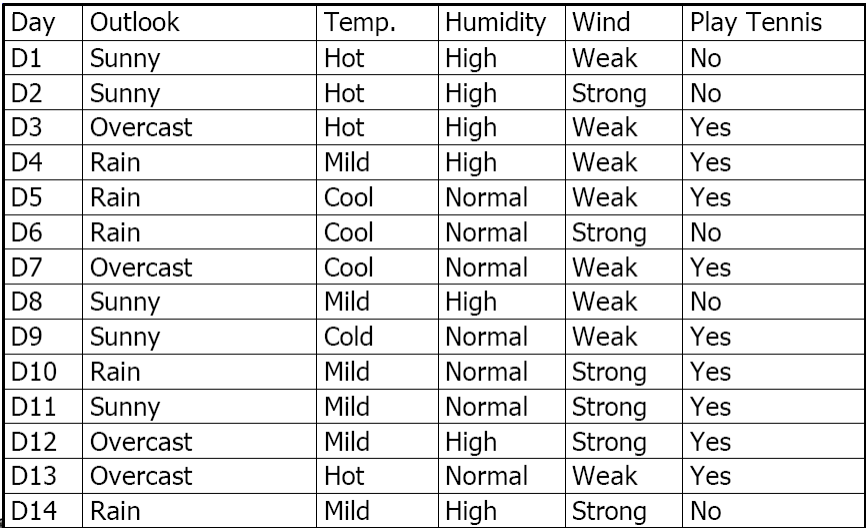 Day Outlook Temp. Humidity Wind Play Tennis
D1 Sunny Hot High Weak No
D2 Sunny Hot High Strong No
D3 Overcast Hot High Weak Yes
D4 Rain Mild High Weak Yes
D5 Rain Cool Normal Weak Yes
D6 Rain Cool Normal Strong No
D7 Overcast Cool Normal Weak Yes
D8 Sunny Mild High Weak No
D9 Sunny Cold Normal Weak Yes
D10 Rain Mild Normal Strong Yes
D11 Sunny Mild Normal Strong Yes
D12 Overcast Mild High Strong Yes
D13 Overcast Hot Normal Weak Yes
D14 Rain Mild High Strong No